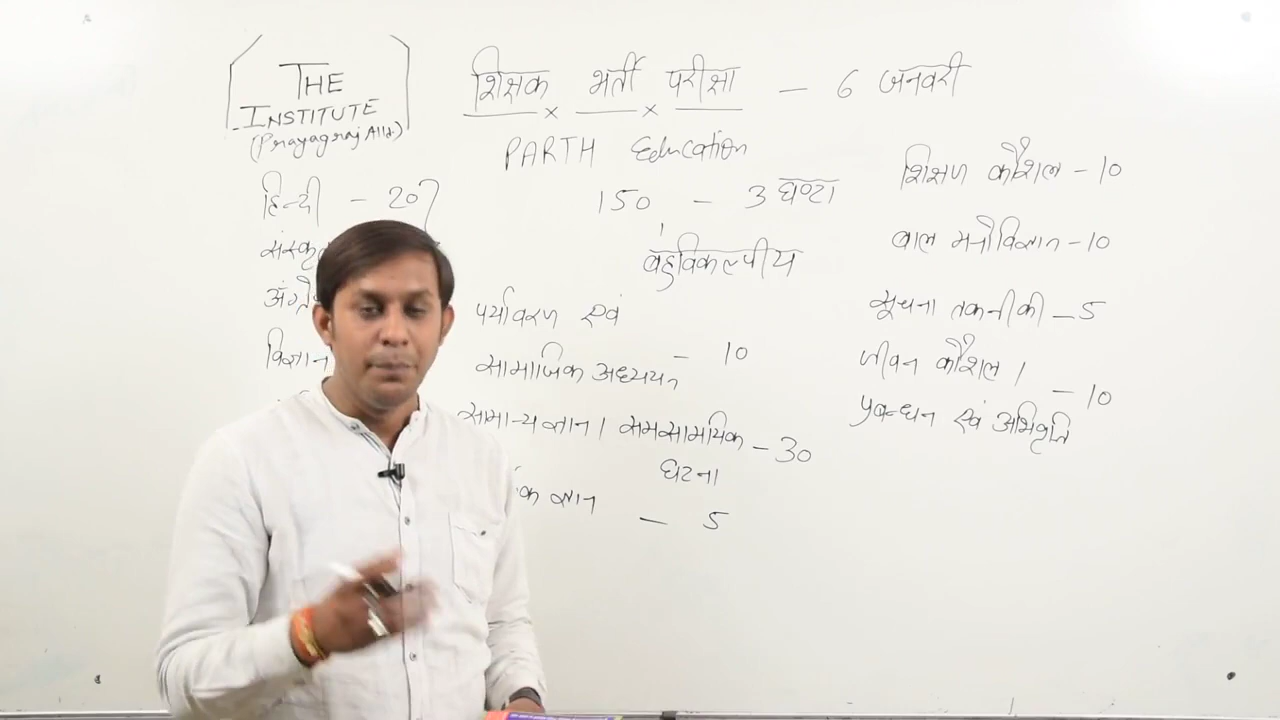 THE
INSTITUTE
(Prayagraj Alld.)
शिक्षक भर्ती परीक्षा – 6 जनवरी
PARTH Education
150 – 3 घण्टा
बहुविकल्पीय
हिन्दी – 20
विज्ञान
पर्यावरण एवं
सामाजिक अध्ययन – 10
सामान्य ज्ञान / समसामयिक – 30
घटना
ज्ञान – 5
शिक्षण कौशल – 10
बाल मनोविज्ञान – 10
सूचना तकनीकी – 5
जीवन कौशल /
प्रबन्धन एवं अभिवृत्ति – 10